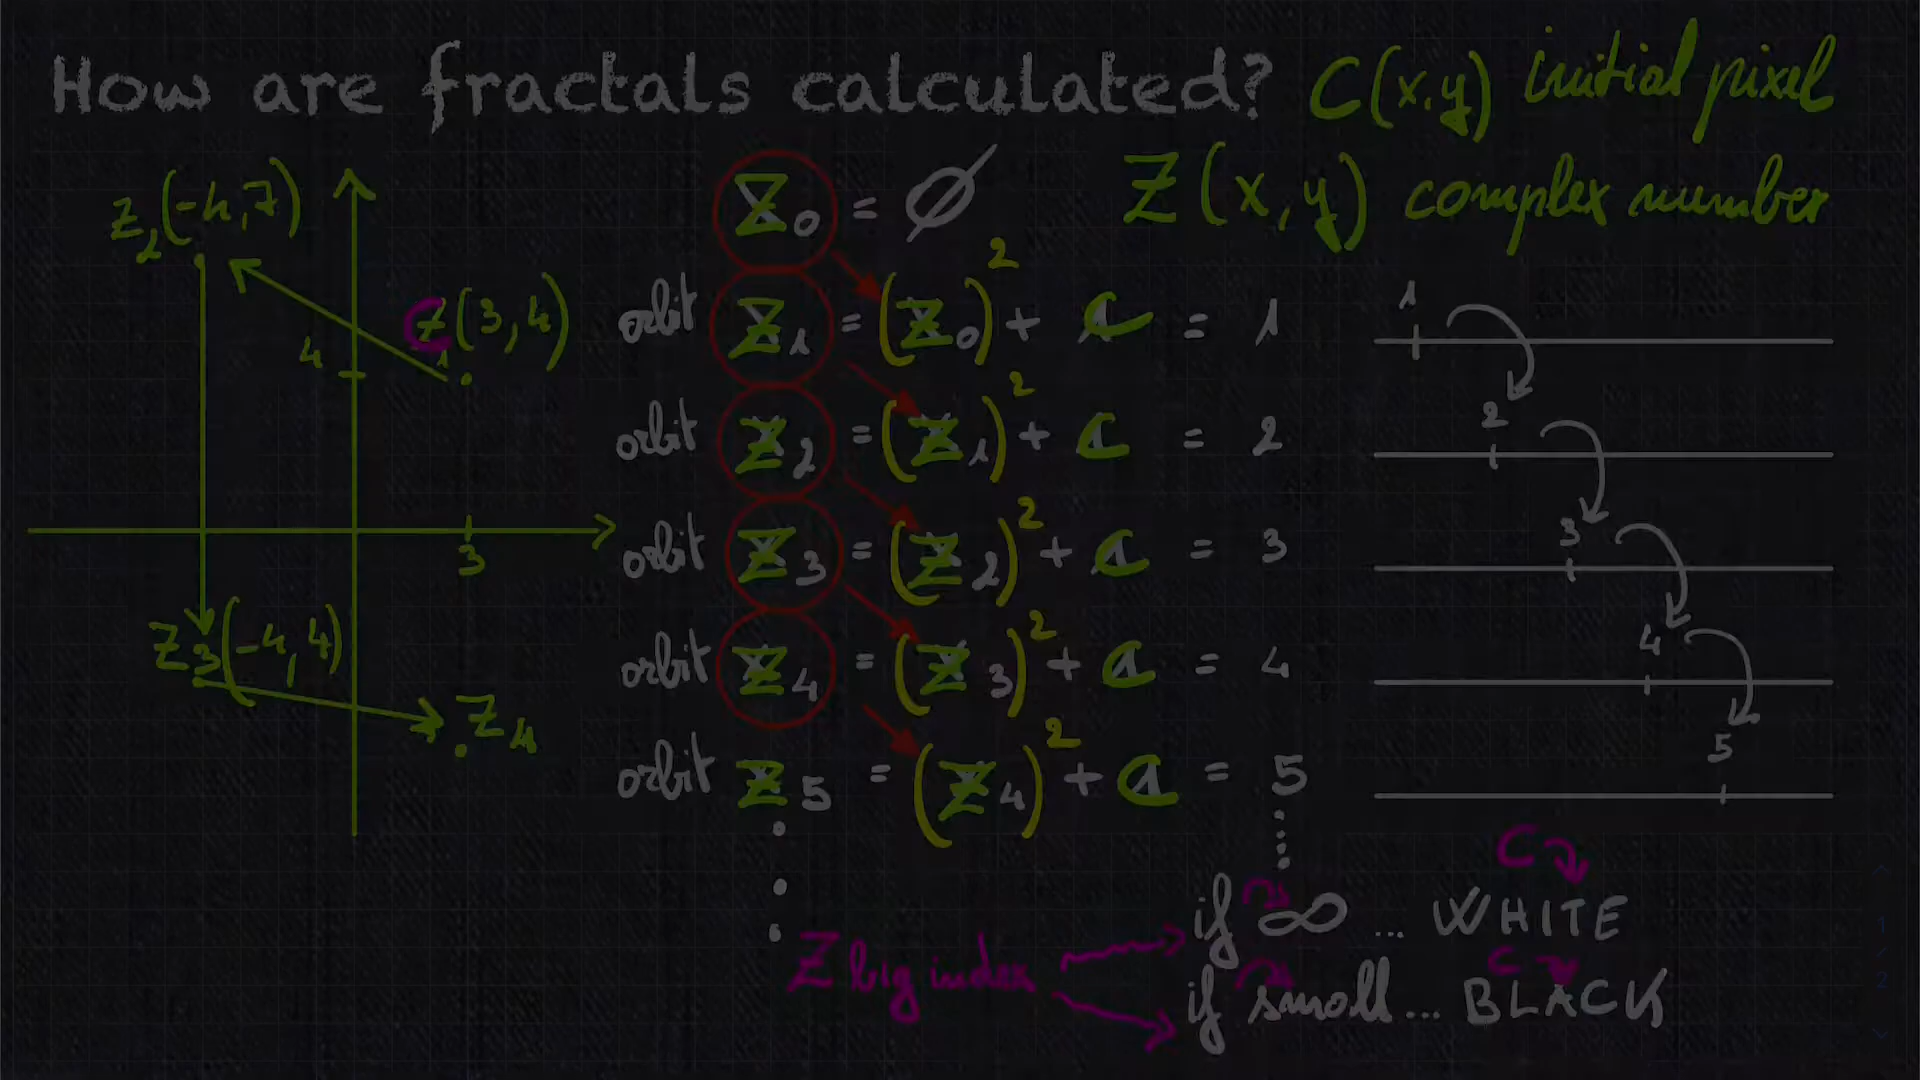 How are fractals calculated?
C(x,y) initial pixel
Z(x,y) complex number
Z0 = ∅
Z2(-4,7)
Z1(3,4)
C
4
3
Z3(-4,4)
Z4
orbit Z1 = (Z0)² + C = 1
orbit Z2 = (Z1)² + C = 2
orbit Z3 = (Z2)² + C = 3
orbit Z4 = (Z3)² + C = 4
orbit Z5 = (Z4)² + C = 5
1
2
3
4
5
C
if ∞ ... WHITE
Z big index
C
if small... BLACK
1
/
2